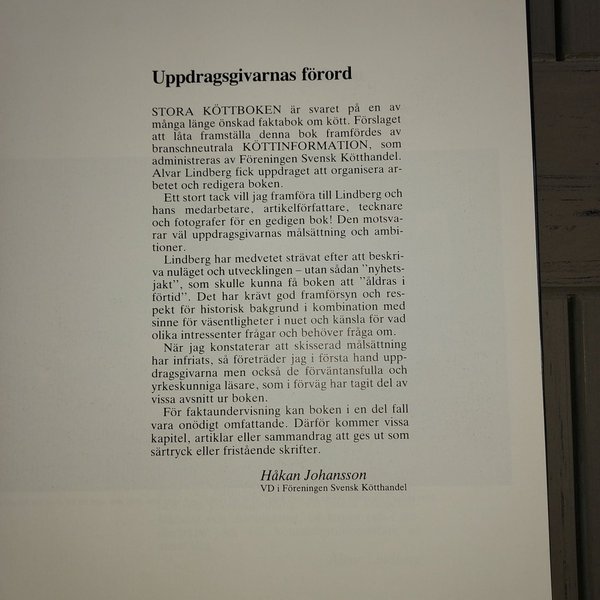 Uppdragsgivarnas förord
STORA KÖTTBOKEN är svaret på en av
många länge önskad faktabok om kött. Förslaget
att låta framställa denna bok framfördes av
branschneutrala KÖTTINFORMATION, som
administreras av Föreningen Svensk Kötthandel.
Alvar Lindberg fick uppdraget att organisera ar-
betet och redigera boken.
Ett stort tack vill jag framföra till Lindberg och
hans medarbetare, artikelförfattare, tecknare
och fotografer för en gedigen bok! Den motsva-
rar väl uppdragsgivarnas målsättning och ambi-
tioner.
Lindberg har medvetet strävat efter att beskri-
va nuläget och utvecklingen – utan sådan "nyhets-
jakt", som skulle kunna få boken att "åldras i
förtid". Det har krävt god framförsyn och res-
pekt för historisk bakgrund i kombination med
sinne för väsentligheter i nuet och känsla för vad
olika intressenter frågar och behöver fråga om.
När jag konstaterar att skisserad målsättning
har infriats, så företräder jag i första hand upp-
dragsgivarna men också de förväntansfulla och
yrkeskunniga läsare, som i förväg har tagit del av
vissa avsnitt ur boken.
För faktaundervisning kan boken i en del fall
vara onödigt omfattande. Därför kommer vissa
kapitel, artiklar eller sammandrag att ges ut som
särtryck eller fristående skrifter.
Håkan Johansson
VD i Föreningen Svensk Kötthandel